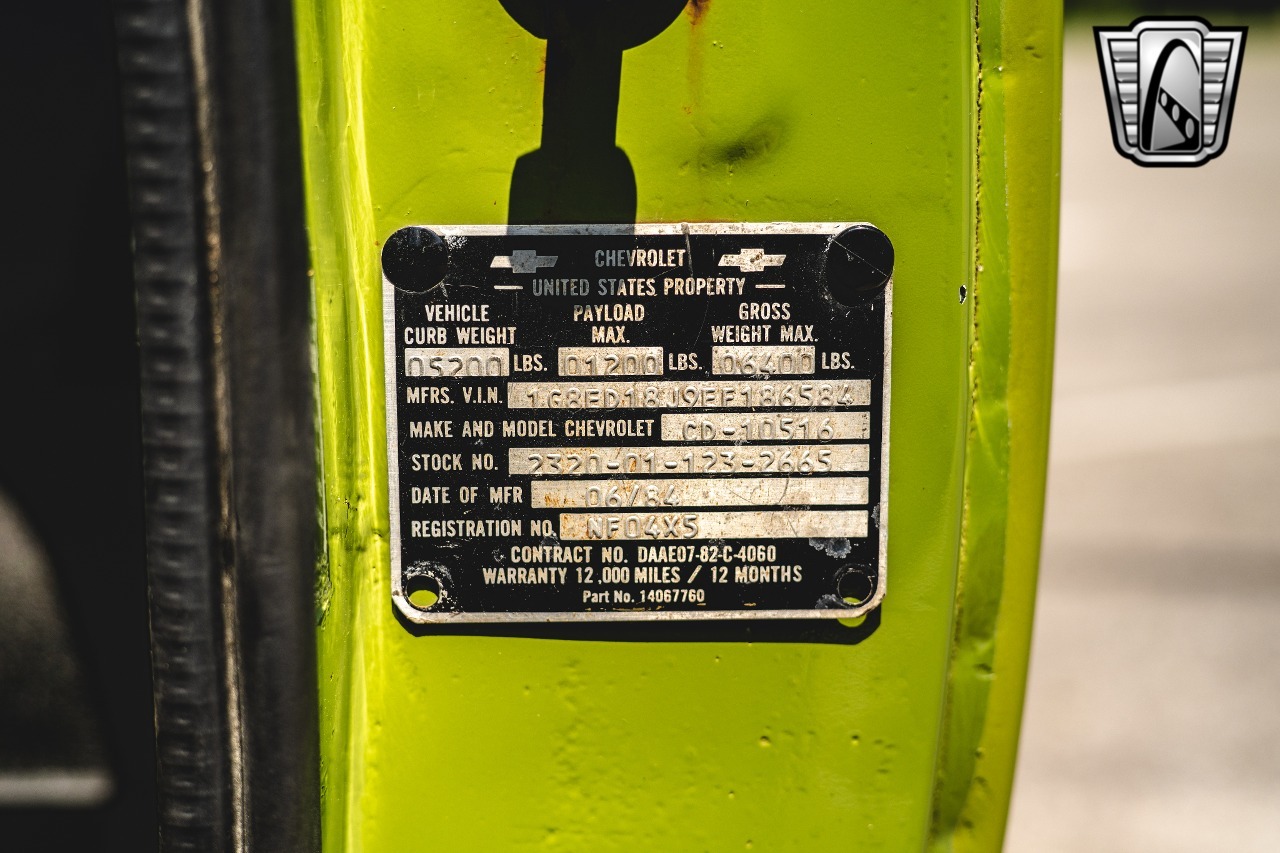 CHEVROLET
UNITED STATES PROPERTY
VEHICLE CURB WEIGHT PAYLOAD MAX. GROSS WEIGHT MAX.
05200 LBS. 01200 LBS. 06400 LBS.
MFRS. V.I.N. 1G8ED18J9EF186584
MAKE AND MODEL CHEVROLET CD-10516
STOCK NO. 2320-01-123-2665
DATE OF MFR 06/84
REGISTRATION NO. NF04X5
CONTRACT NO. DAAE07-82-C-4060
WARRANTY 12,000 MILES / 12 MONTHS
Part No. 14067760